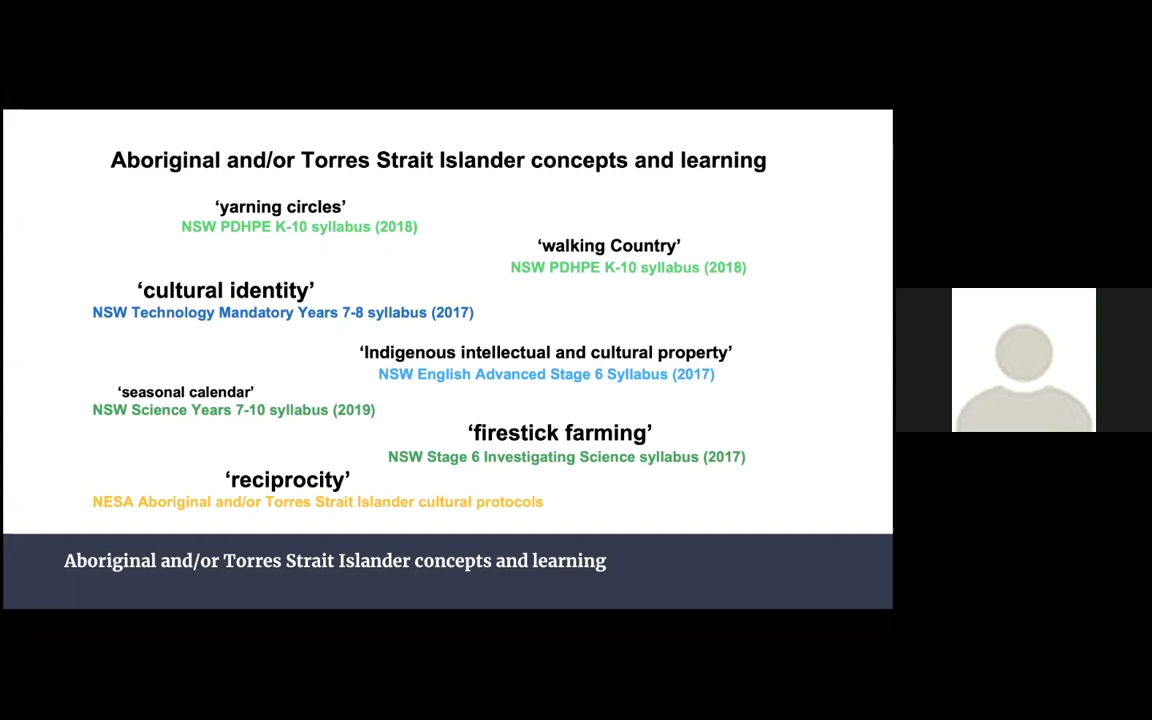 Aboriginal and/or Torres Strait Islander concepts and learning
‘yarning circles’
NSW PDHPE K-10 syllabus (2018)
‘walking Country’
NSW PDHPE K-10 syllabus (2018)
‘cultural identity’
NSW Technology Mandatory Years 7-8 syllabus (2017)
‘Indigenous intellectual and cultural property’
NSW English Advanced Stage 6 Syllabus (2017)
‘seasonal calendar’
NSW Science Years 7-10 syllabus (2019)
‘firestick farming’
NSW Stage 6 Investigating Science syllabus (2017)
‘reciprocity’
NESA Aboriginal and/or Torres Strait Islander cultural protocols
Aboriginal and/or Torres Strait Islander concepts and learning